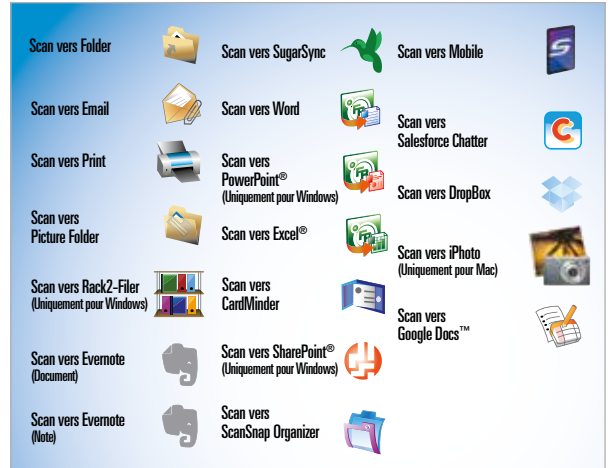 Scan vers Folder
Scan vers Email
Scan vers Print
Scan vers
Picture Folder
Scan vers Rack2-Filer
(Uniquement pour Windows)
Scan vers Evernote
(Document)
Scan vers Evernote
(Note)
Scan vers SugarSync
Scan vers Word
Scan vers
PowerPoint®
(Uniquement pour Windows)
Scan vers Excel®
Scan vers
CardMinder
Scan vers SharePoint®
(Uniquement pour Windows)
Scan vers
ScanSnap Organizer
Scan vers Mobile
Scan vers
Salesforce Chatter
Scan vers DropBox
Scan vers iPhoto
(Uniquement pour Mac)
Scan vers
Google Docs™